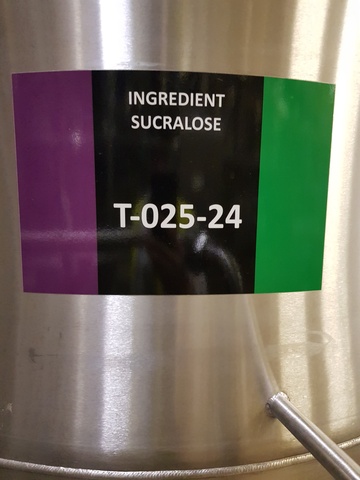 INGREDIENT
SUCRALOSE
T-025-24